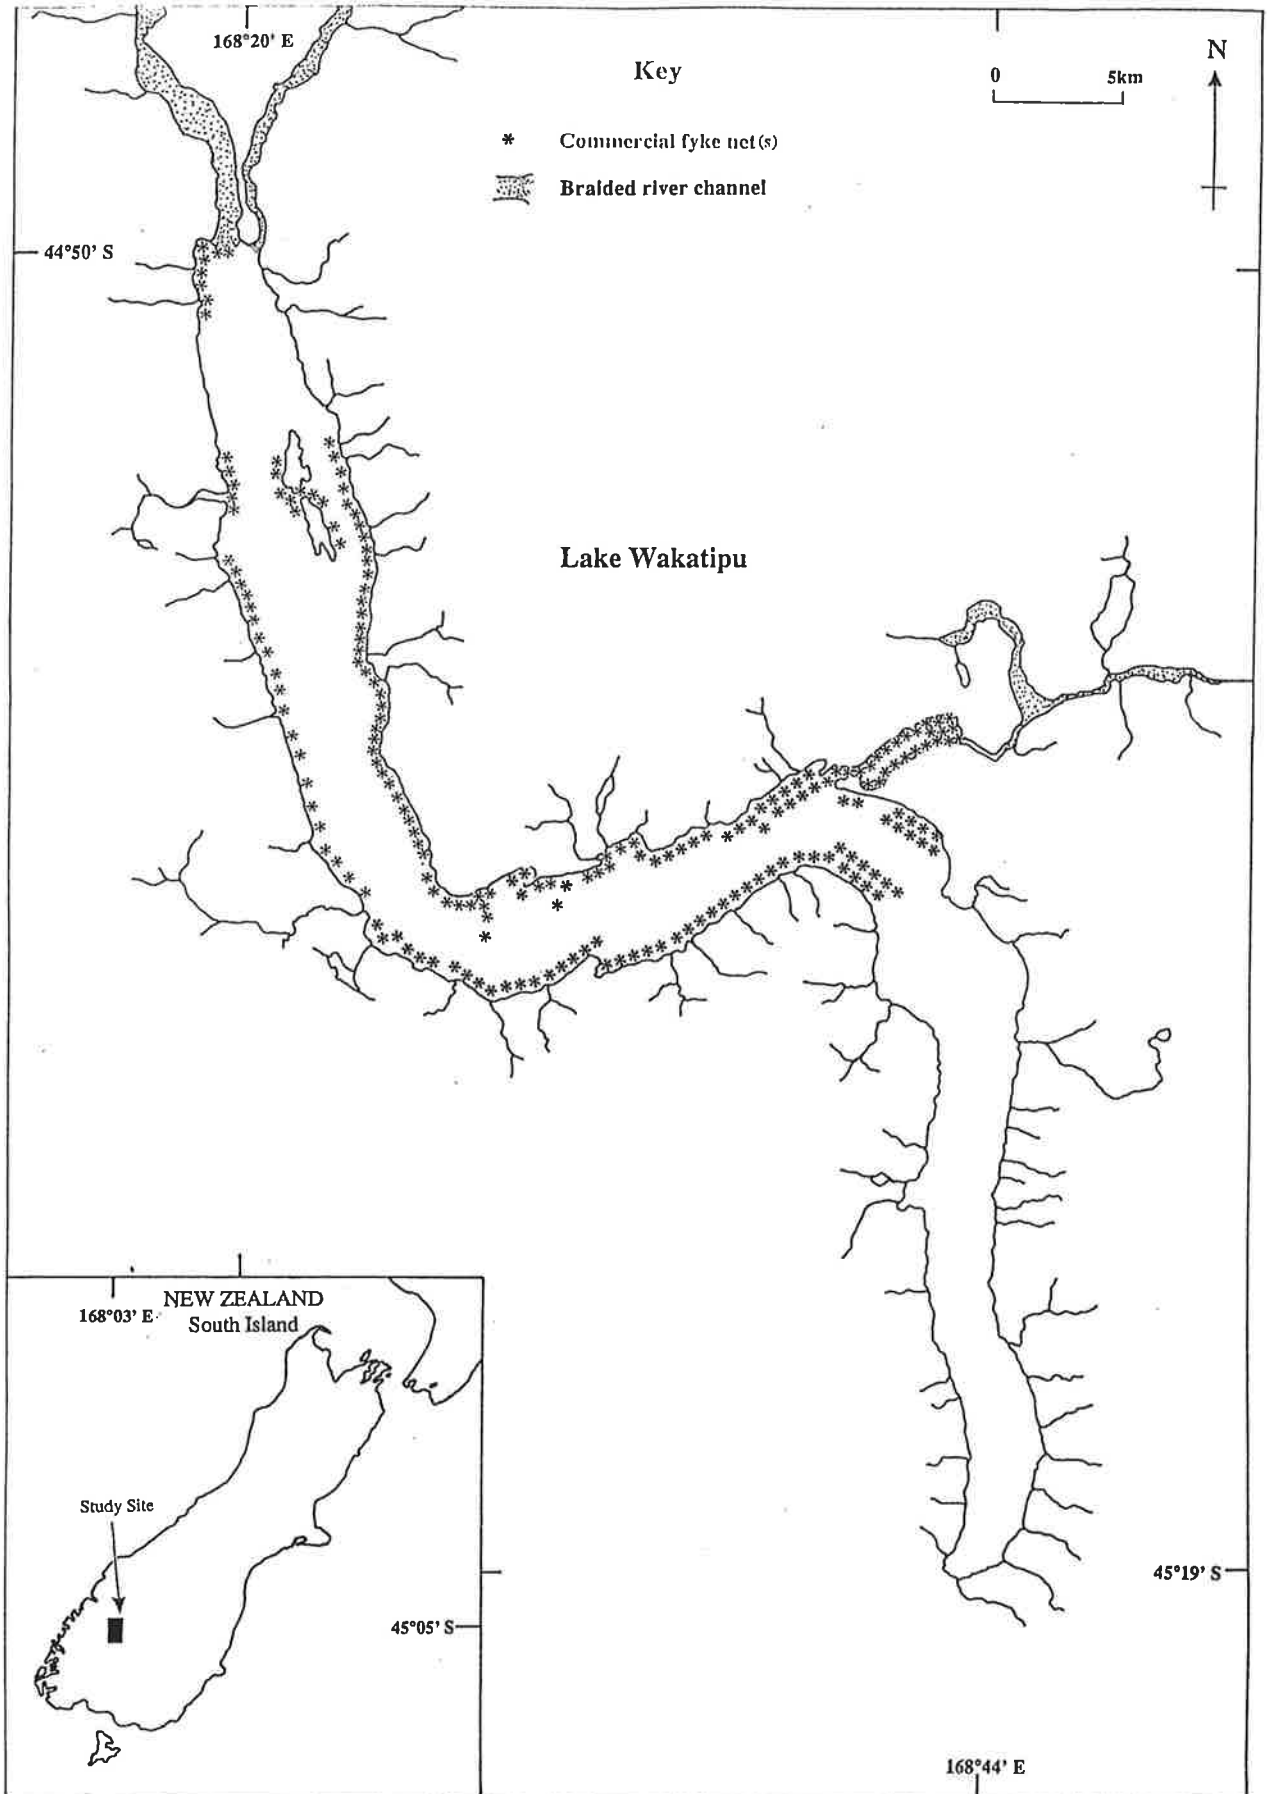 168°20' E
Key
0 5km
N
* Commercial fyke net(s)
Braided river channel
44°50' S
Lake Wakatipu
168°03' E
NEW ZEALAND
South Island
Study Site
45°05' S
45°19' S
168°44' E